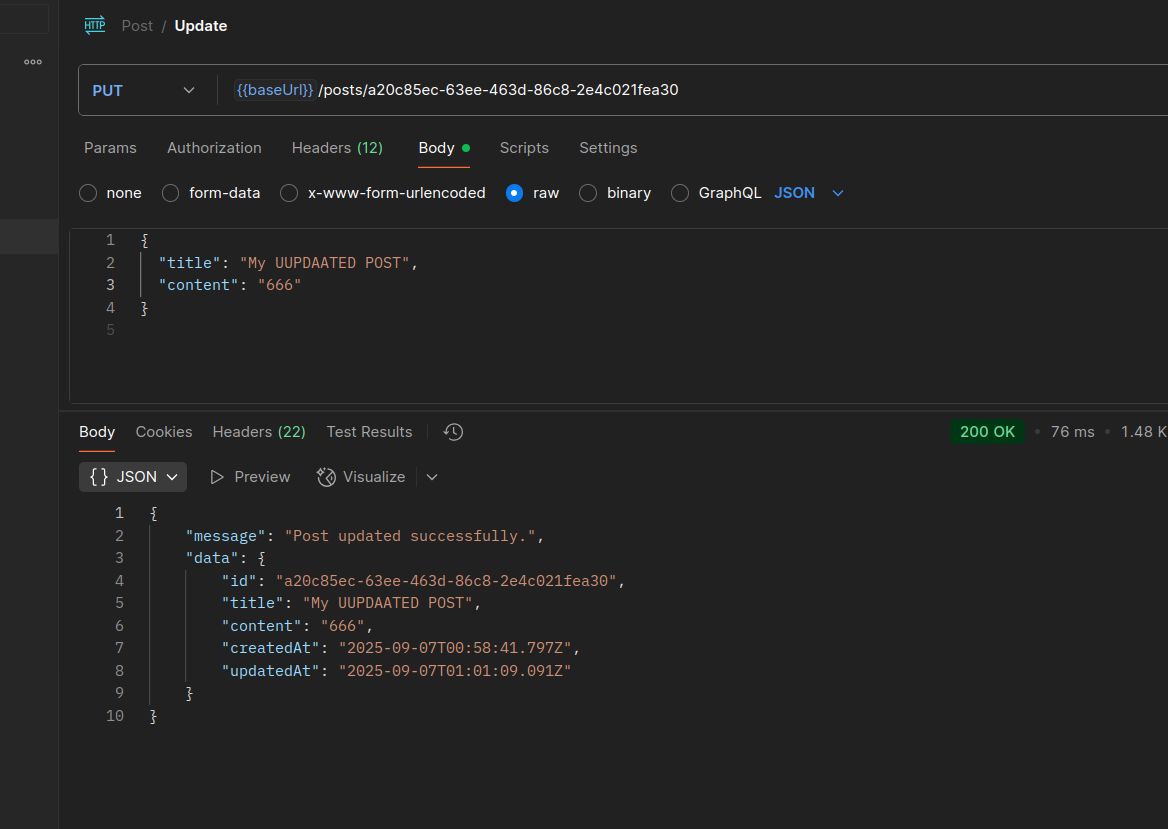 HTTP Post / Update
PUT {{baseUrl}}/posts/a20c85ec-63ee-463d-86c8-2e4c021fea30
Params Authorization Headers (12) Body Scripts Settings
none form-data x-www-form-urlencoded raw binary GraphQL JSON
1 {
2 "title": "My UUPDAATED POST",
3 "content": "666"
4 }
5
Body Cookies Headers (22) Test Results 200 OK • 76 ms • 1.48 K
{} JSON Preview Visualize
1 {
2 "message": "Post updated successfully.",
3 "data": {
4 "id": "a20c85ec-63ee-463d-86c8-2e4c021fea30",
5 "title": "My UUPDAATED POST",
6 "content": "666",
7 "createdAt": "2025-09-07T00:58:41.797Z",
8 "updatedAt": "2025-09-07T01:01:09.091Z"
9 }
10 }